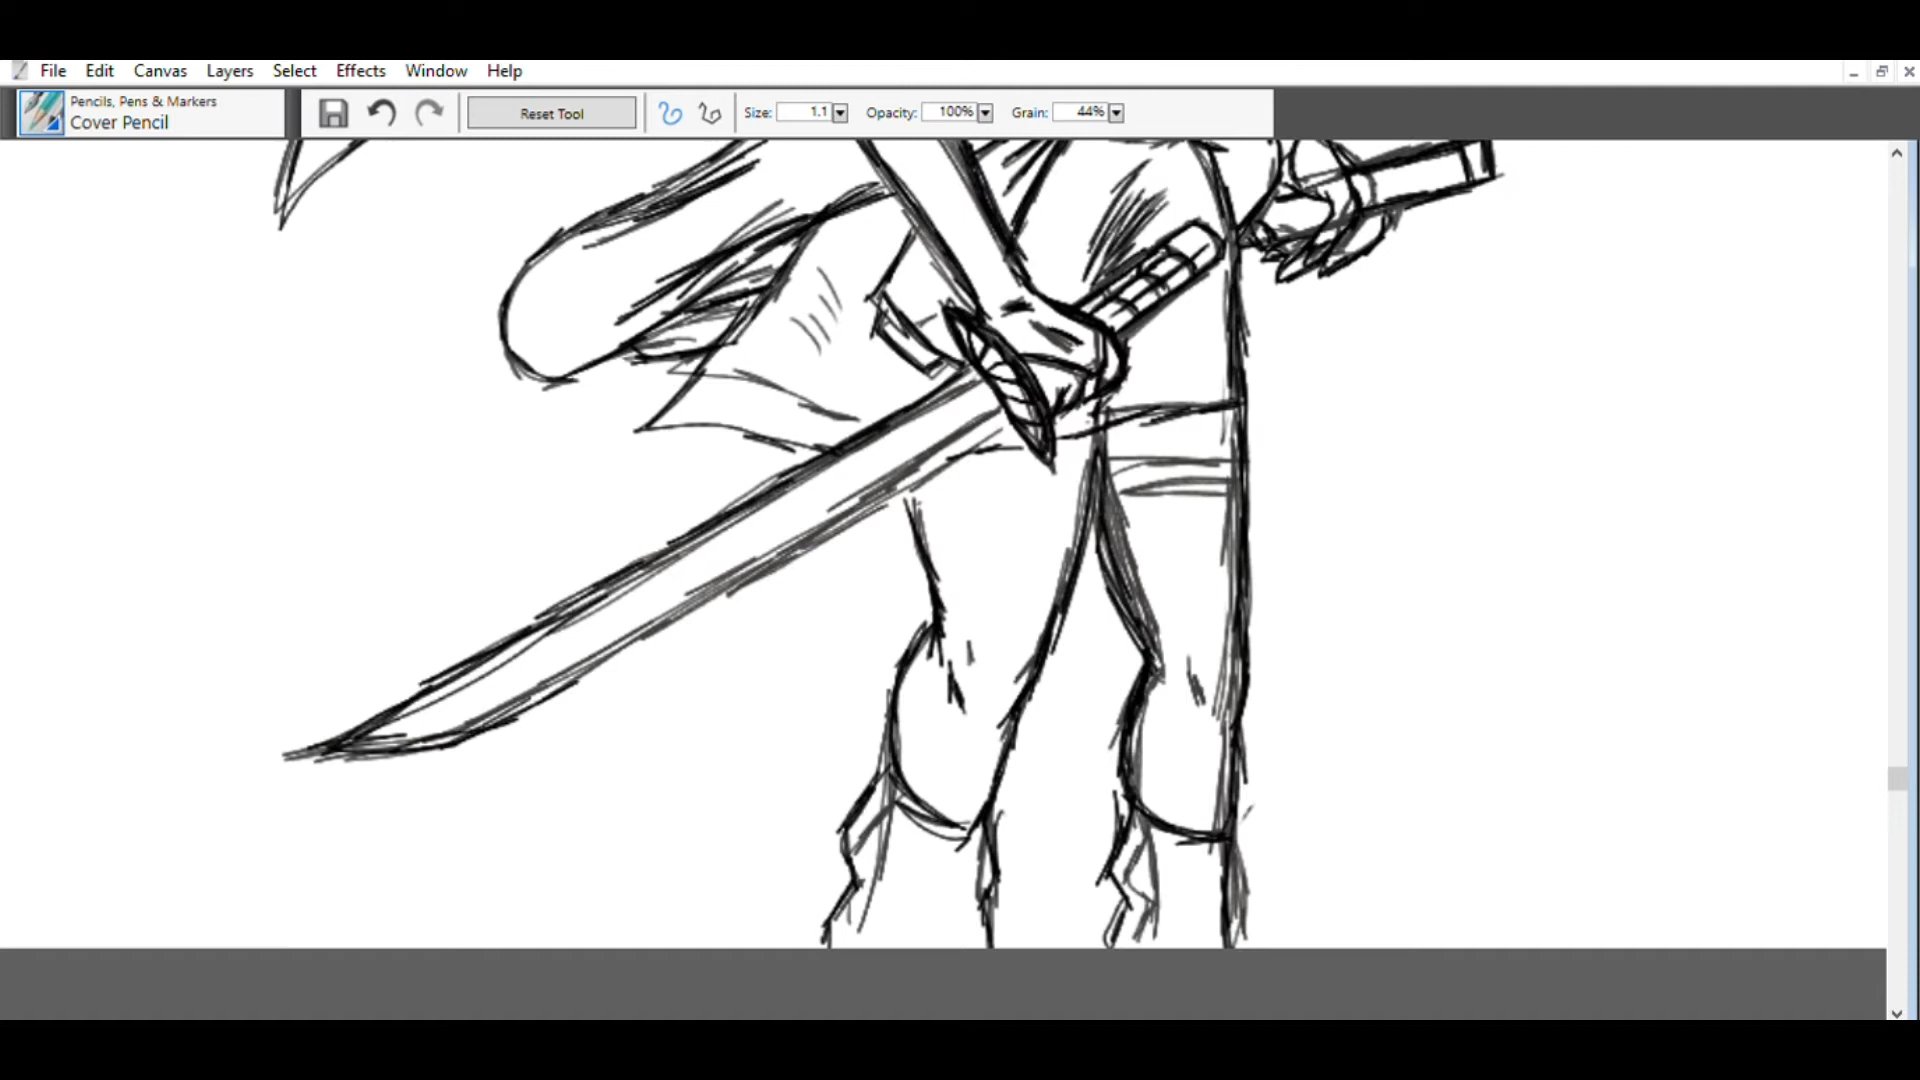 File Edit Canvas Layers Select Effects Window Help
Pencils, Pens & Markers
Cover Pencil
Reset Tool
Size: 1.1
Opacity: 100%
Grain: 44%